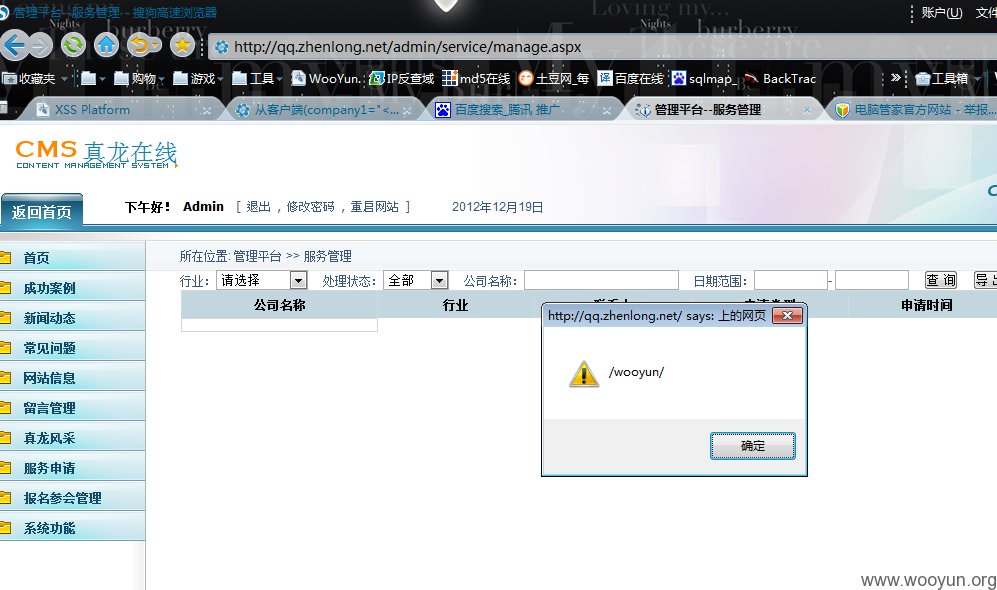 管理平台--服务管理 - 搜狗高速浏览器
账户(U) 文件
http://qq.zhenlong.net/admin/service/manage.aspx
收藏夹 购物 游戏 工具 WooYun. IP反查域 md5在线 土豆网_每 百度在线 sqlmap BackTrac » 工具箱
XSS Platform 从客户端(company1="<... 百度搜索_腾讯 推广 管理平台--服务管理 电脑管家官方网站 - 举报...
CMS 真龙在线
CONTENT MANAGEMENT SYSTEM
返回首页 下午好! Admin [ 退出 , 修改密码 , 重启网站 ] 2012年12月19日
首页
成功案例
新闻动态
常见问题
网站信息
留言管理
真龙风采
服务申请
报名参会管理
系统功能
所在位置: 管理平台 >> 服务管理
行业: 请选择 处理状态: 全部 公司名称: 日期范围: - 查 询 导 出
公司名称 行业 申请类型 申请时间
http://qq.zhenlong.net/ says: 上的网页
/wooyun/
确定
www.wooyun.org